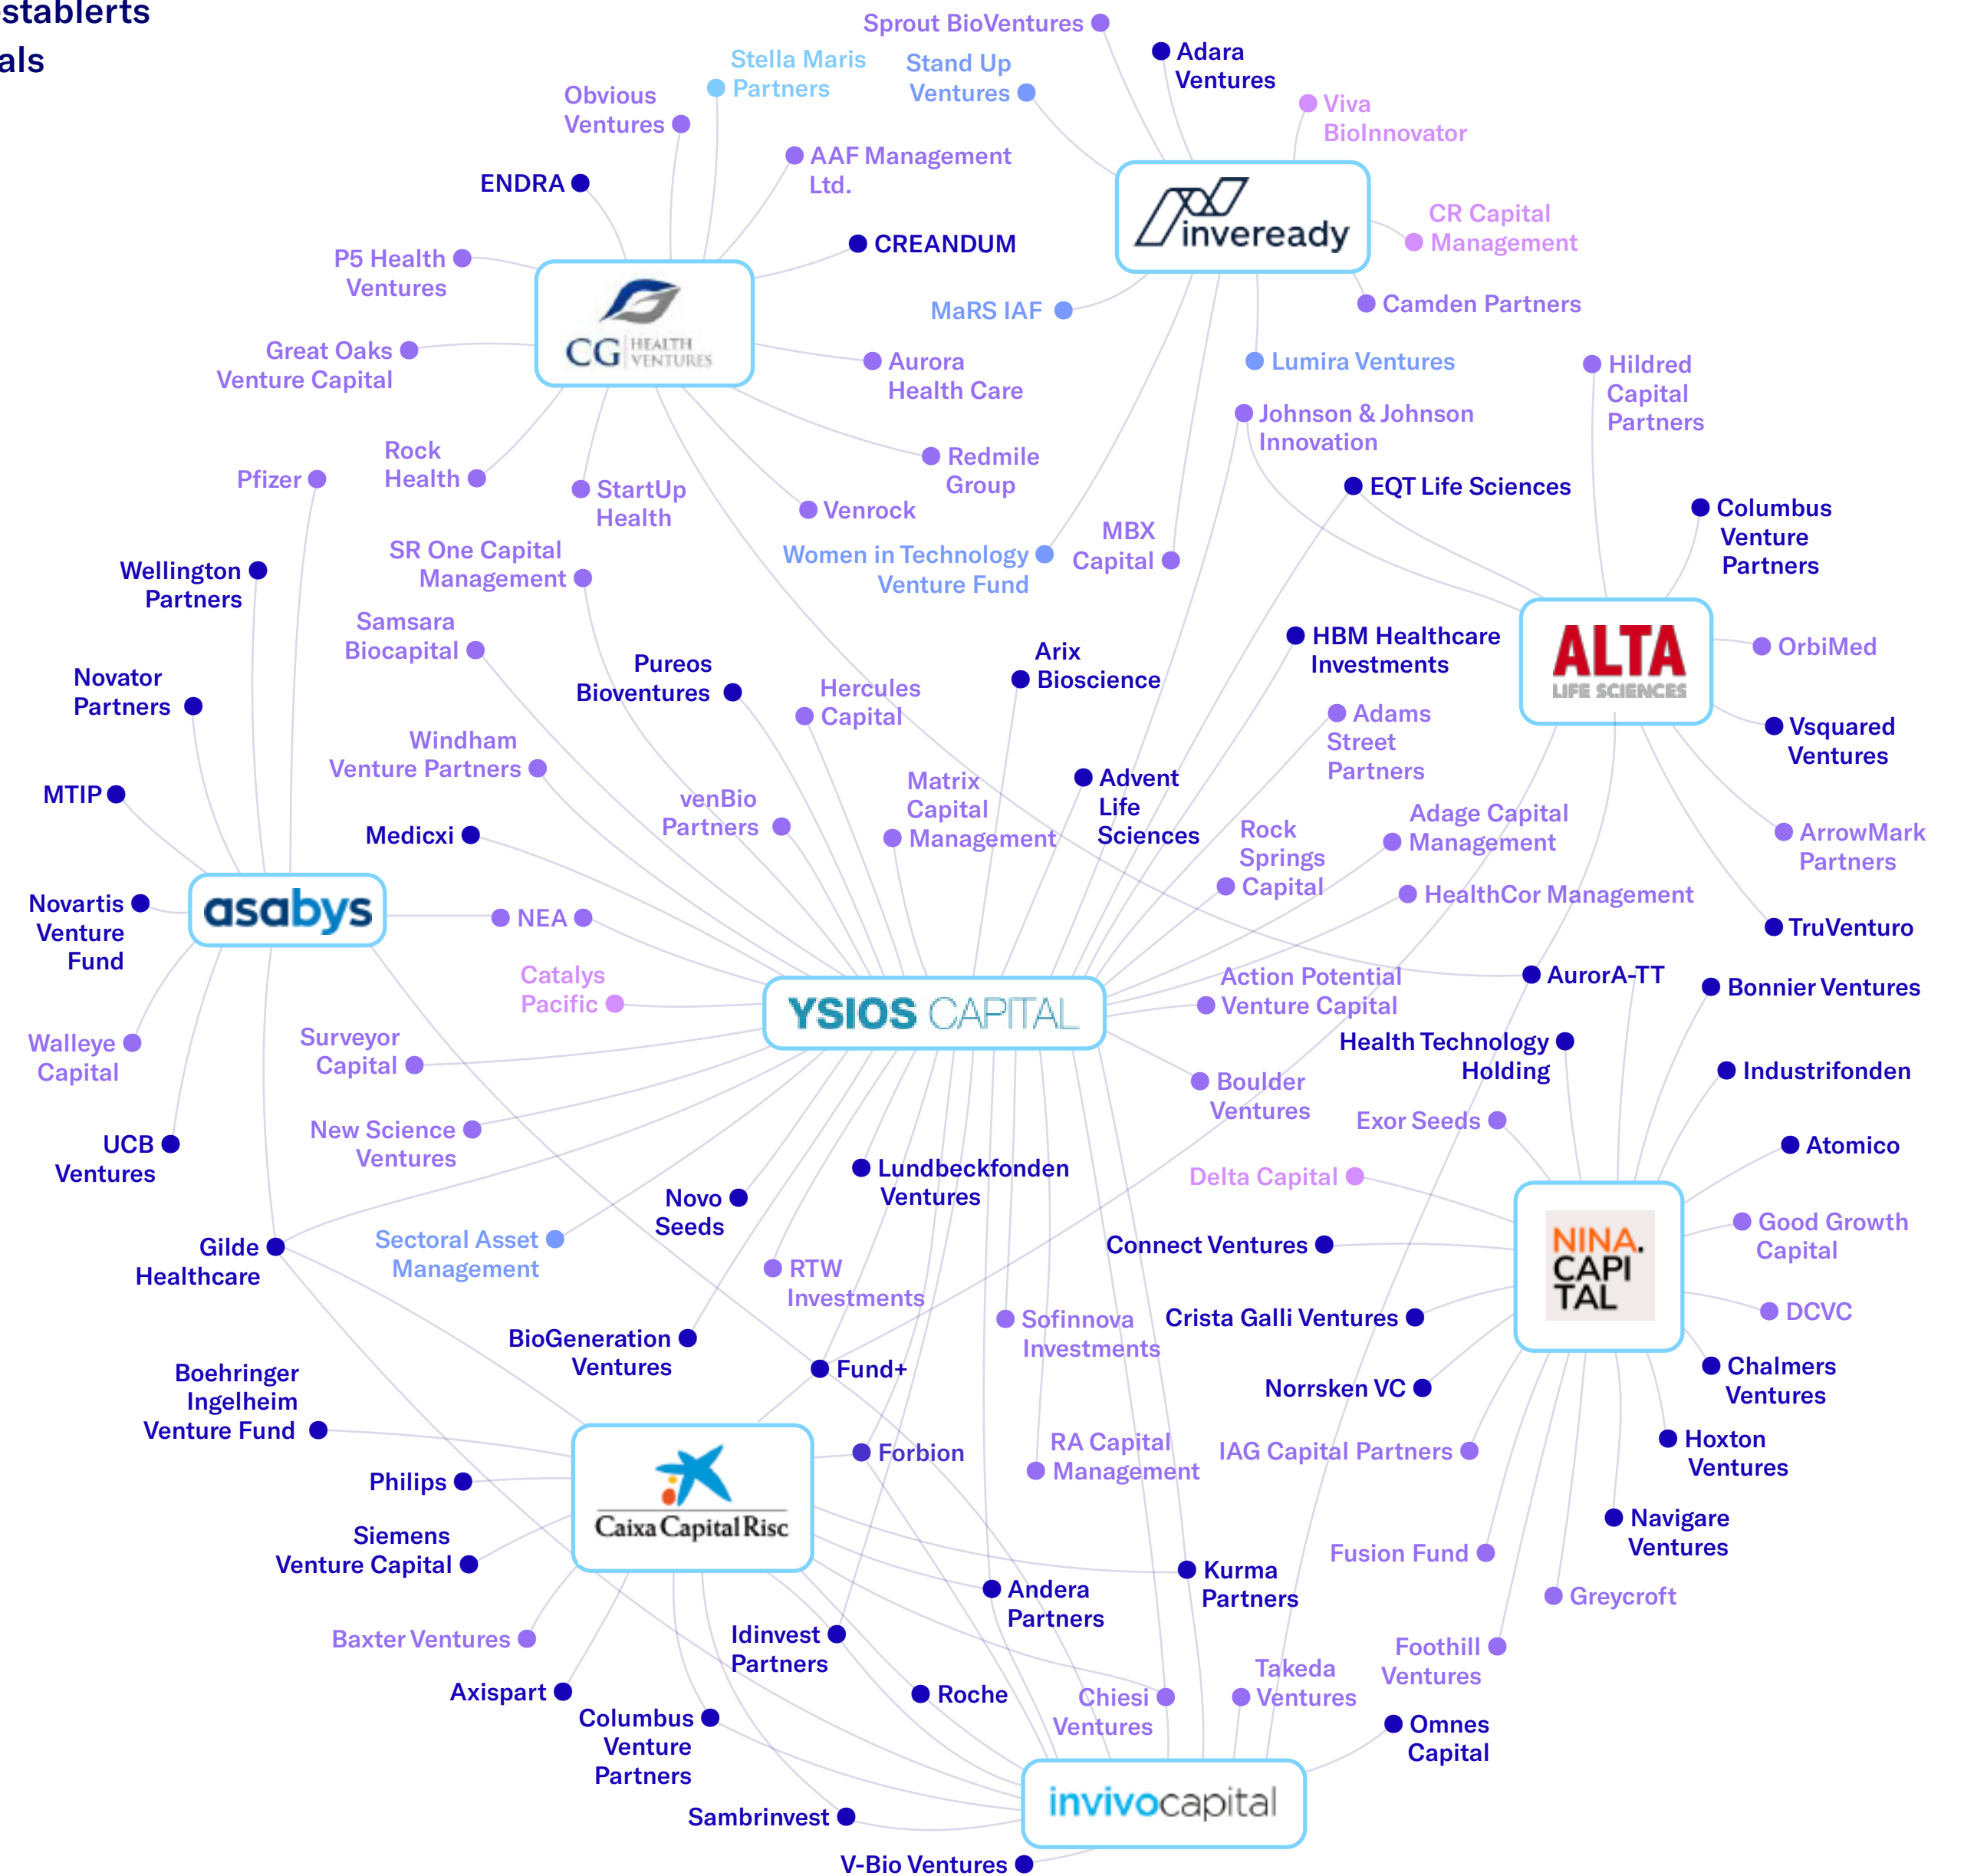 establerts
als
Sprout BioVentures
Adara
Ventures
Stella Maris
Partners
Stand Up
Ventures
Obvious
Ventures
Viva
BioInnovator
AAF Management
Ltd.
ENDRA
inveready
CR Capital
Management
CREANDUM
P5 Health
Ventures
CG HEALTH
VENTURES
MaRS IAF
Camden Partners
Great Oaks
Venture Capital
Aurora
Health Care
Lumira Ventures
Hildred
Capital
Partners
Johnson & Johnson
Innovation
Rock
Health
Redmile
Group
Pfizer
StartUp
Health
Venrock
EQT Life Sciences
Columbus
Venture
Partners
MBX
Capital
SR One Capital
Management
Women in Technology
Venture Fund
Wellington
Partners
Samsara
Biocapital
HBM Healthcare
Investments
ALTA
LIFE SCIENCES
OrbiMed
Pureos
Bioventures
Arix
Bioscience
Novator
Partners
Hercules
Capital
Adams
Street
Partners
Vsquared
Ventures
Windham
Venture Partners
MTIP
Matrix
Capital
Management
Advent
Life
Sciences
venBio
Partners
Medicxi
Rock
Springs
Capital
Adage Capital
Management
ArrowMark
Partners
asabys
Novartis
Venture
Fund
NEA
HealthCor Management
TruVenturo
Catalys
Pacific
YSIOS CAPITAL
Action Potential
Venture Capital
AurorA-TT
Bonnier Ventures
Walleye
Capital
Surveyor
Capital
Health Technology
Holding
Industrifonden
Boulder
Ventures
New Science
Ventures
Exor Seeds
UCB
Ventures
Atomico
Lundbeckfonden
Ventures
Delta Capital
Novo
Seeds
Good Growth
Capital
Gilde
Healthcare
Sectoral Asset
Management
Connect Ventures
NINA.
CAPI
TAL
RTW
Investments
DCVC
Sofinnova
Investments
Crista Galli Ventures
BioGeneration
Ventures
Fund+
Chalmers
Ventures
Boehringer
Ingelheim
Venture Fund
Norrsken VC
Forbion
RA Capital
Management
IAG Capital Partners
Hoxton
Ventures
Philips
Caixa Capital Risc
Siemens
Venture Capital
Navigare
Ventures
Fusion Fund
Kurma
Partners
Andera
Partners
Greycroft
Baxter Ventures
Idinvest
Partners
Foothill
Ventures
Axispart
Roche
Chiesi
Ventures
Takeda
Ventures
Columbus
Venture
Partners
Omnes
Capital
invivocapital
Sambrinvest
V-Bio Ventures